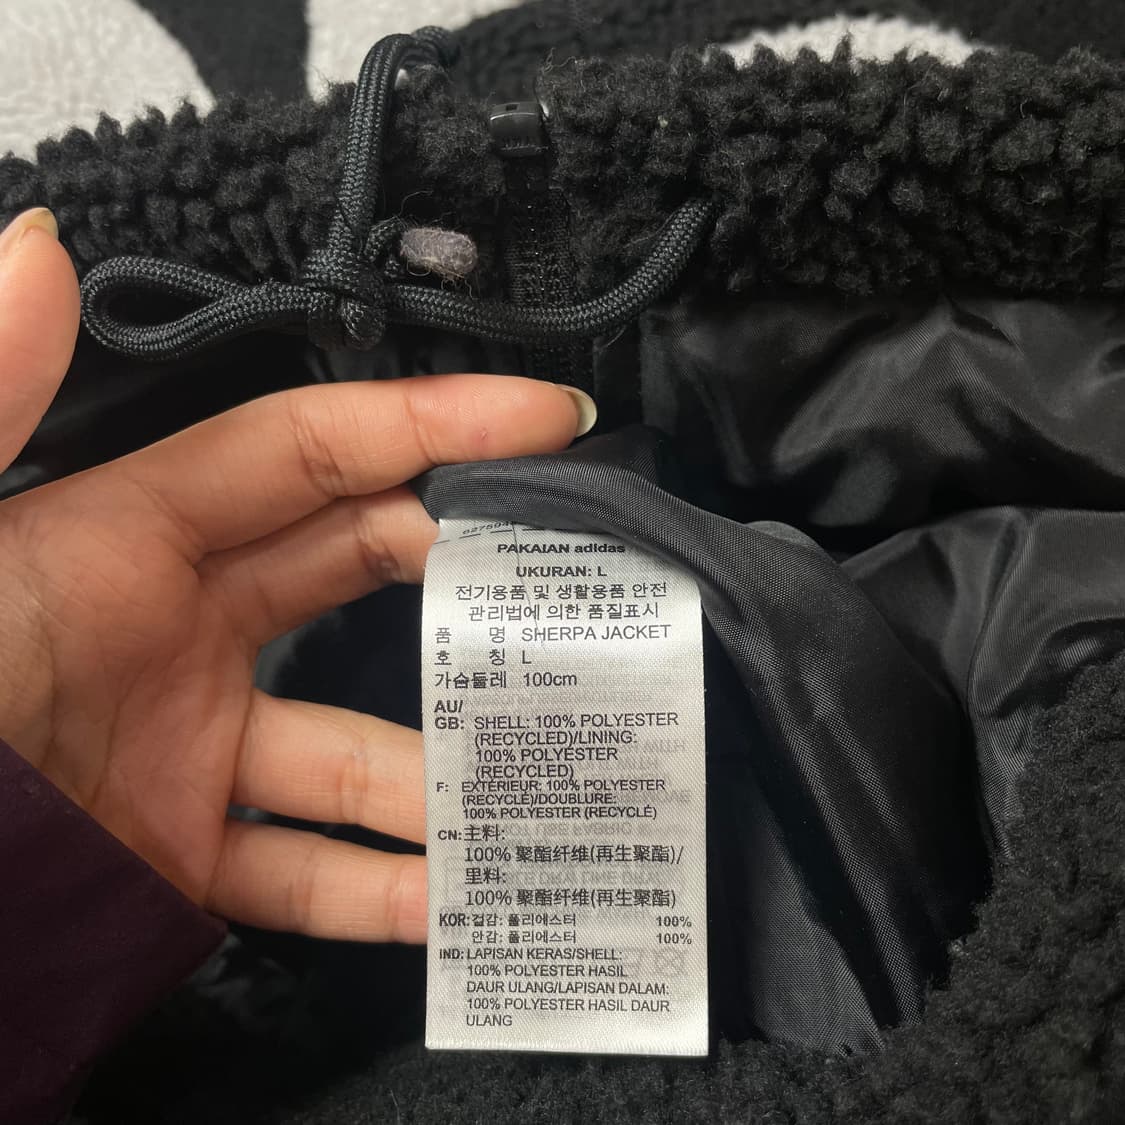 PAKAIAN adidas
UKURAN: L
전기용품 및 생활용품 안전
관리법에 의한 품질표시
품 명 SHERPA JACKET
호 칭 L
가슴둘레 100cm
AU/
GB: SHELL: 100% POLYESTER
(RECYCLED)/LINING:
100% POLYESTER
(RECYCLED)
F: EXTÉRIEUR: 100% POLYESTER
(RECYCLÉ)/DOUBLURE:
100% POLYESTER (RECYCLÉ)
CN: 主料:
100% 聚酯纤维(再生聚酯)/
里料:
100% 聚酯纤维(再生聚酯)
KOR: 겉감: 폴리에스터 100%
안감: 폴리에스터 100%
IND: LAPISAN KERAS/SHELL:
100% POLYESTER HASIL
DAUR ULANG/LAPISAN DALAM:
100% POLYESTER HASIL DAUR
ULANG